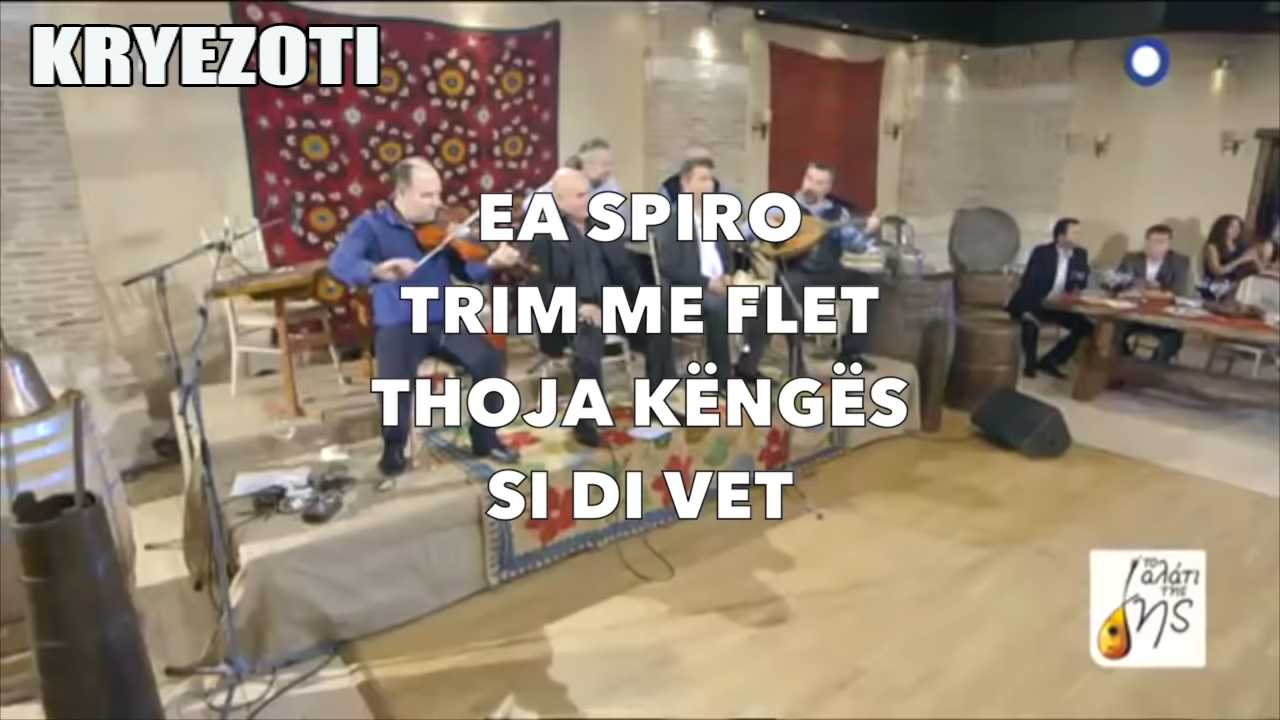 KRYEZOTI
EA SPIRO
TRIM ME FLET
THOJA KËNGËS
SI DI VET
το
αλάτι
της
γης